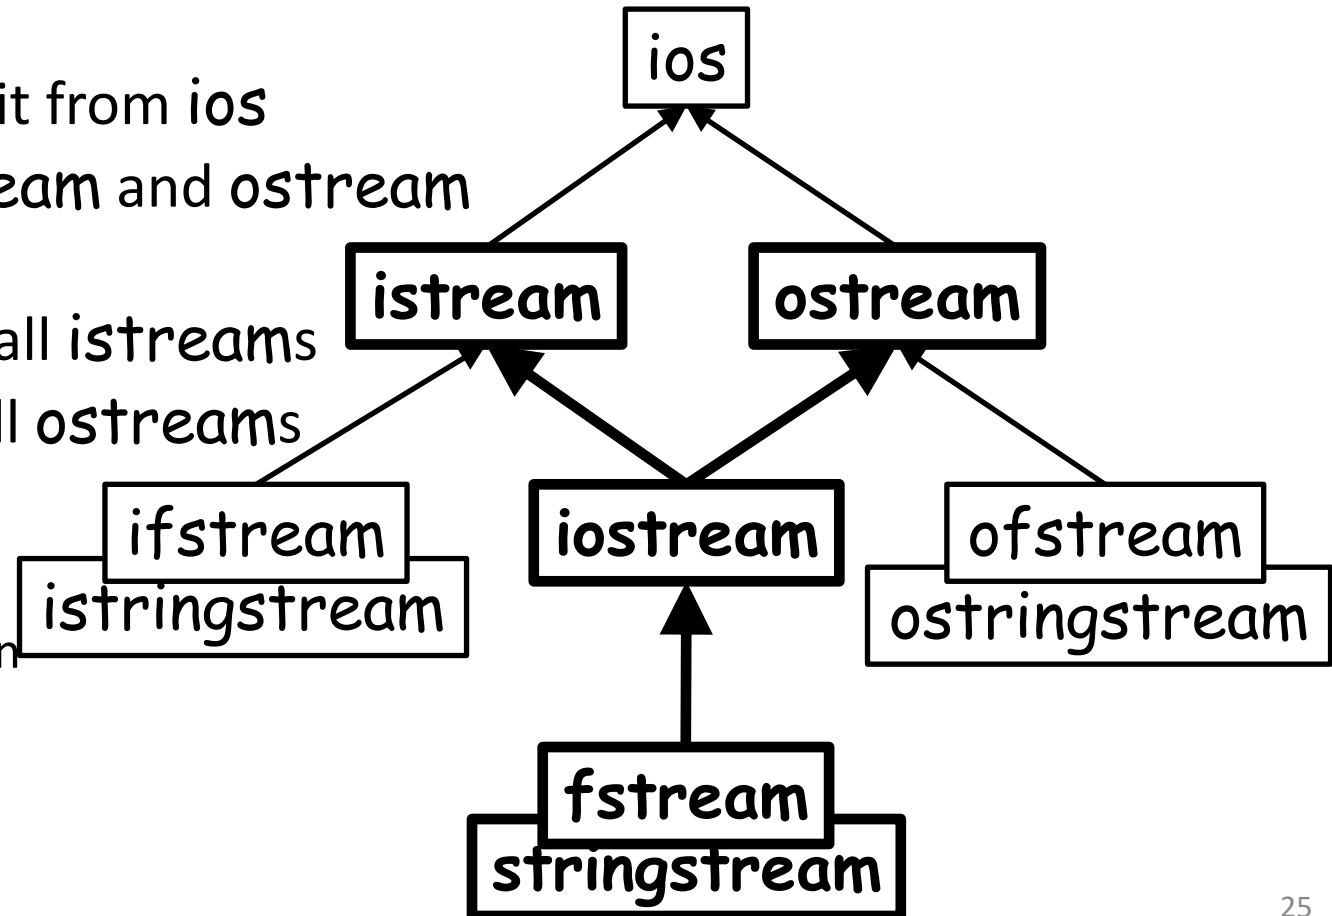 it from ios
eam and ostream
all istreams
ll ostreams
n
ios
istream
ostream
ifstream
istringstream
iostream
ofstream
ostringstream
fstream
stringstream
25